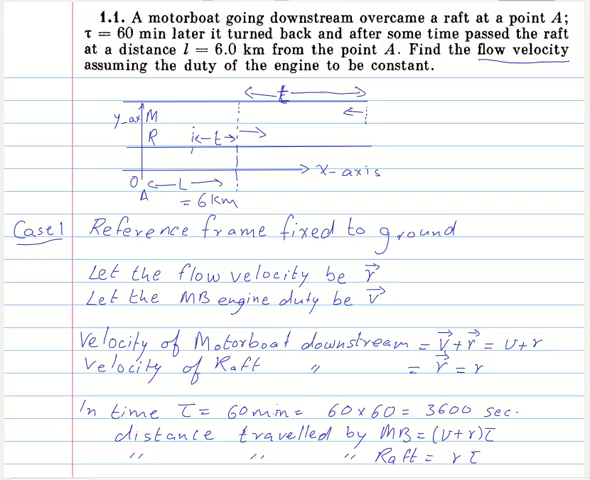 1.1. A motorboat going downstream overcame a raft at a point A;
τ = 60 min later it turned back and after some time passed the raft
at a distance l = 6.0 km from the point A. Find the flow velocity
assuming the duty of the engine to be constant.
t
y-ax M
R
t
x-axis
O
L
A
= 6 km
Case 1 Reference frame fixed to ground
Let the flow velocity be r⃗
Let the MB engine duty be v⃗
Velocity of Motorboat downstream = v⃗ + r⃗ = v+r
Velocity of Raft " = r⃗ = r
In time τ = 60 min = 60 x 60 = 3600 sec.
distance travelled by MB = (v+r)τ
" " " Raft = r τ